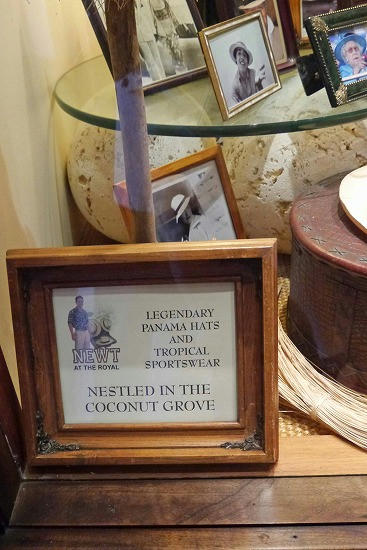 NEWT
AT THE ROYAL
LEGENDARY
PANAMA HATS
AND
TROPICAL
SPORTSWEAR
NESTLED IN THE
COCONUT GROVE